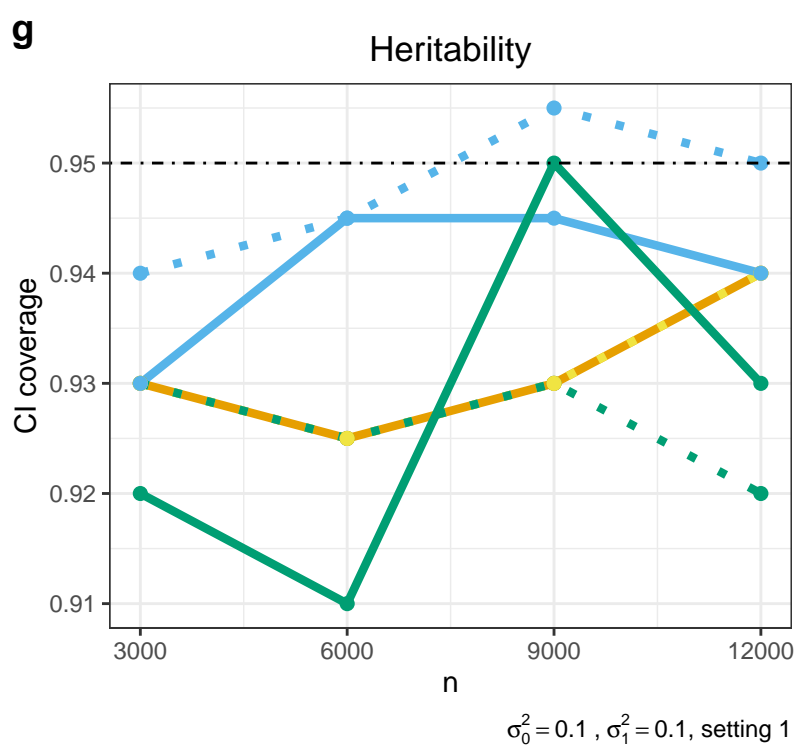 g
Heritability
CI coverage
0.95
0.94
0.93
0.92
0.91
3000 6000 9000 12000
n
σ₀² = 0.1 , σ₁² = 0.1, setting 1